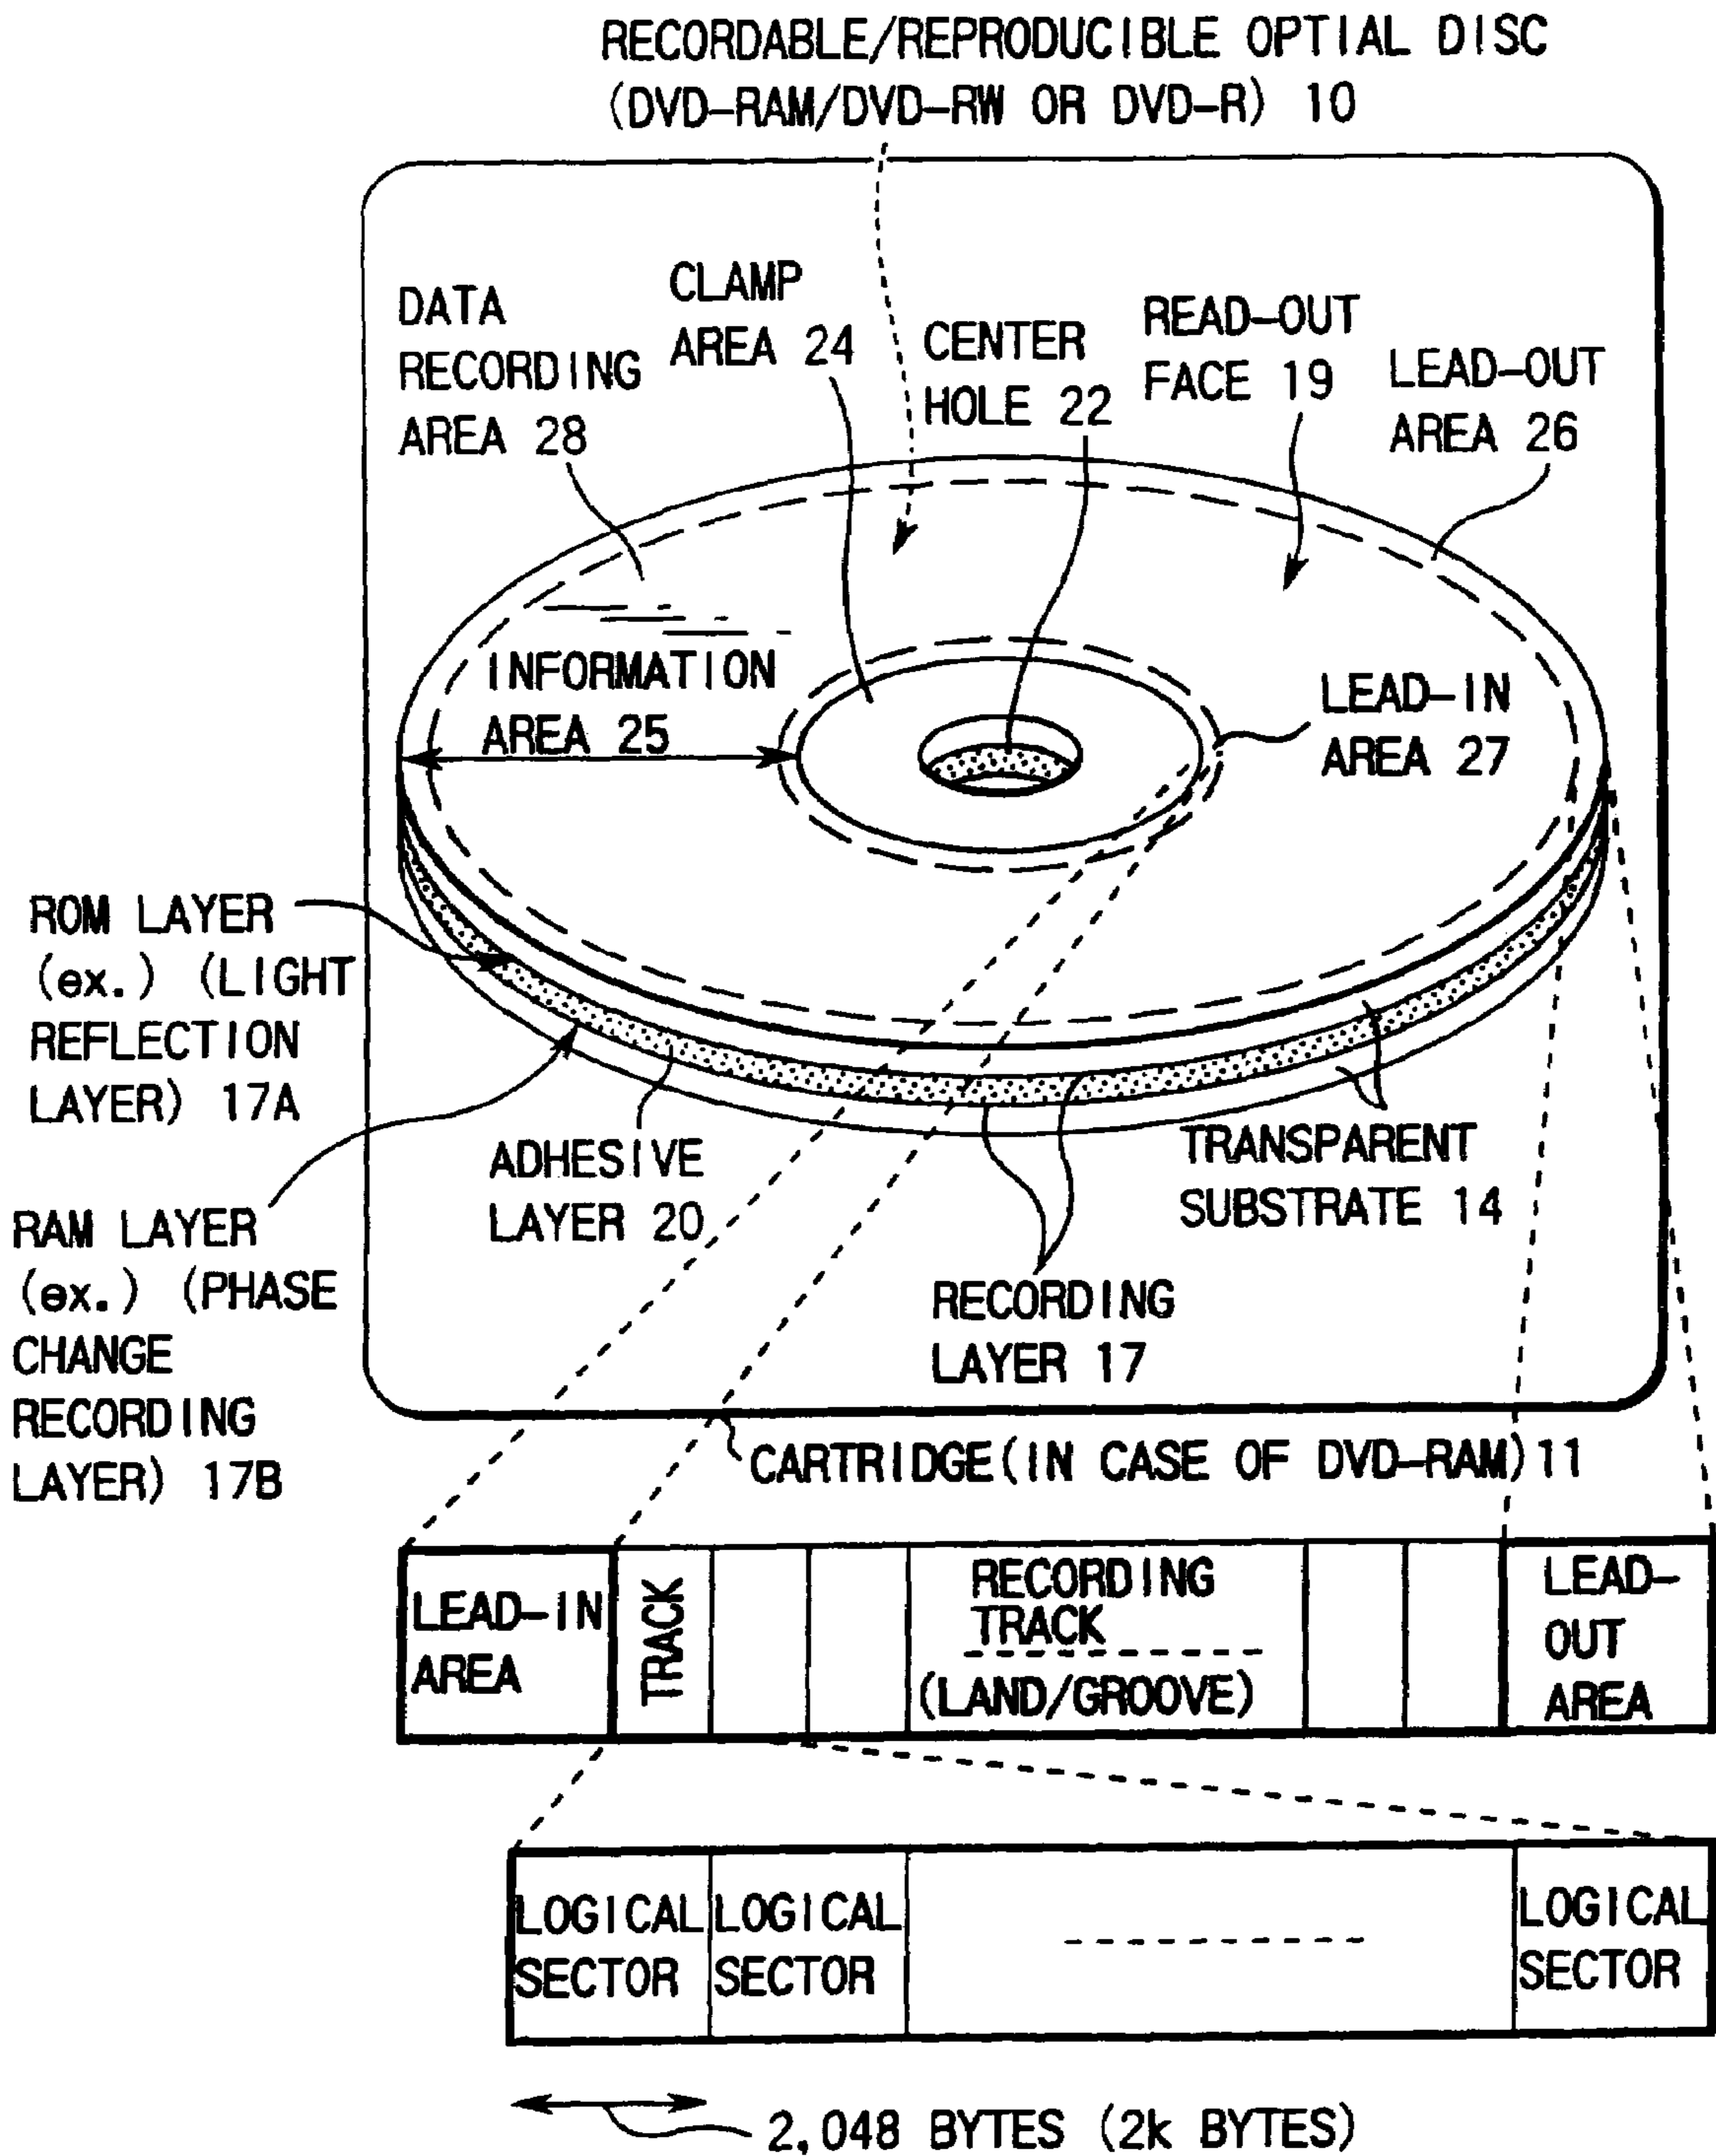 RECORDABLE/REPRODUCIBLE OPTIAL DISC
(DVD-RAM/DVD-RW OR DVD-R) 10
DATA
RECORDING
AREA 28
CLAMP
AREA 24
CENTER
HOLE 22
READ-OUT
FACE 19
LEAD-OUT
AREA 26
INFORMATION
AREA 25
LEAD-IN
AREA 27
ROM LAYER
(ex.) (LIGHT
REFLECTION
LAYER) 17A
ADHESIVE
LAYER 20
TRANSPARENT
SUBSTRATE 14
RAM LAYER
(ex.) (PHASE
CHANGE
RECORDING
LAYER) 17B
RECORDING
LAYER 17
CARTRIDGE(IN CASE OF DVD-RAM)11
LEAD-IN
AREA
TRACK
RECORDING
TRACK
(LAND/GROOVE)
LEAD-
OUT
AREA
LOGICAL
SECTOR
LOGICAL
SECTOR
LOGICAL
SECTOR
2,048 BYTES (2k BYTES)